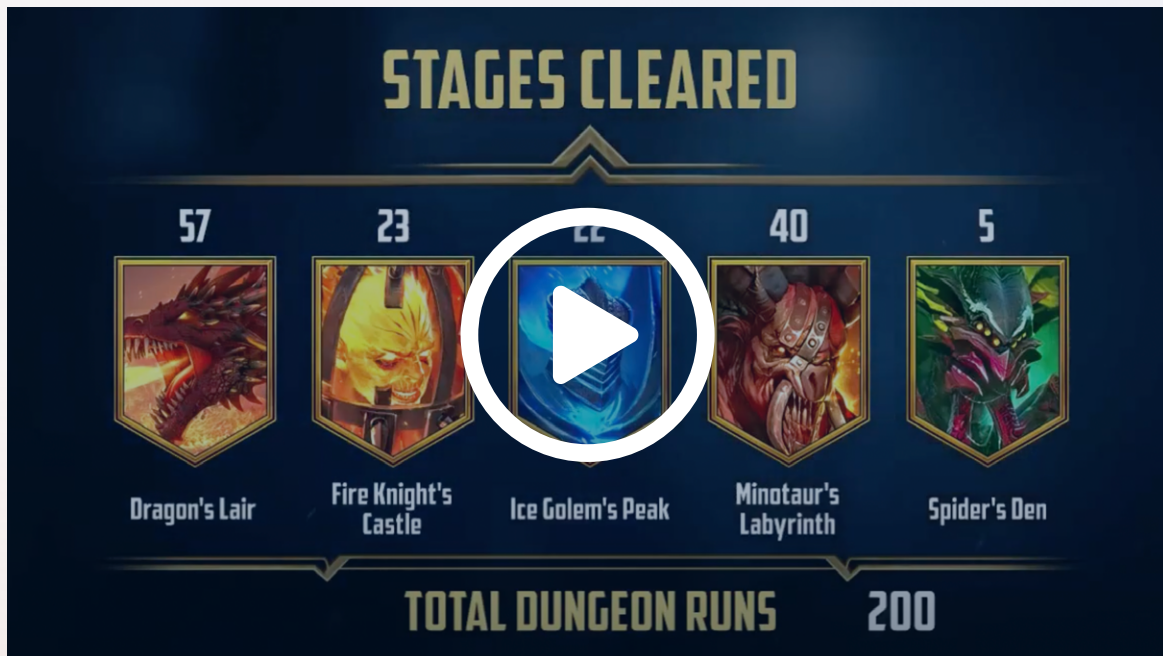 STAGES CLEARED
57 23 22 40 5
Dragon's Lair
Fire Knight's
Castle
Ice Golem's Peak
Minotaur's
Labyrinth
Spider's Den
TOTAL DUNGEON RUNS 200